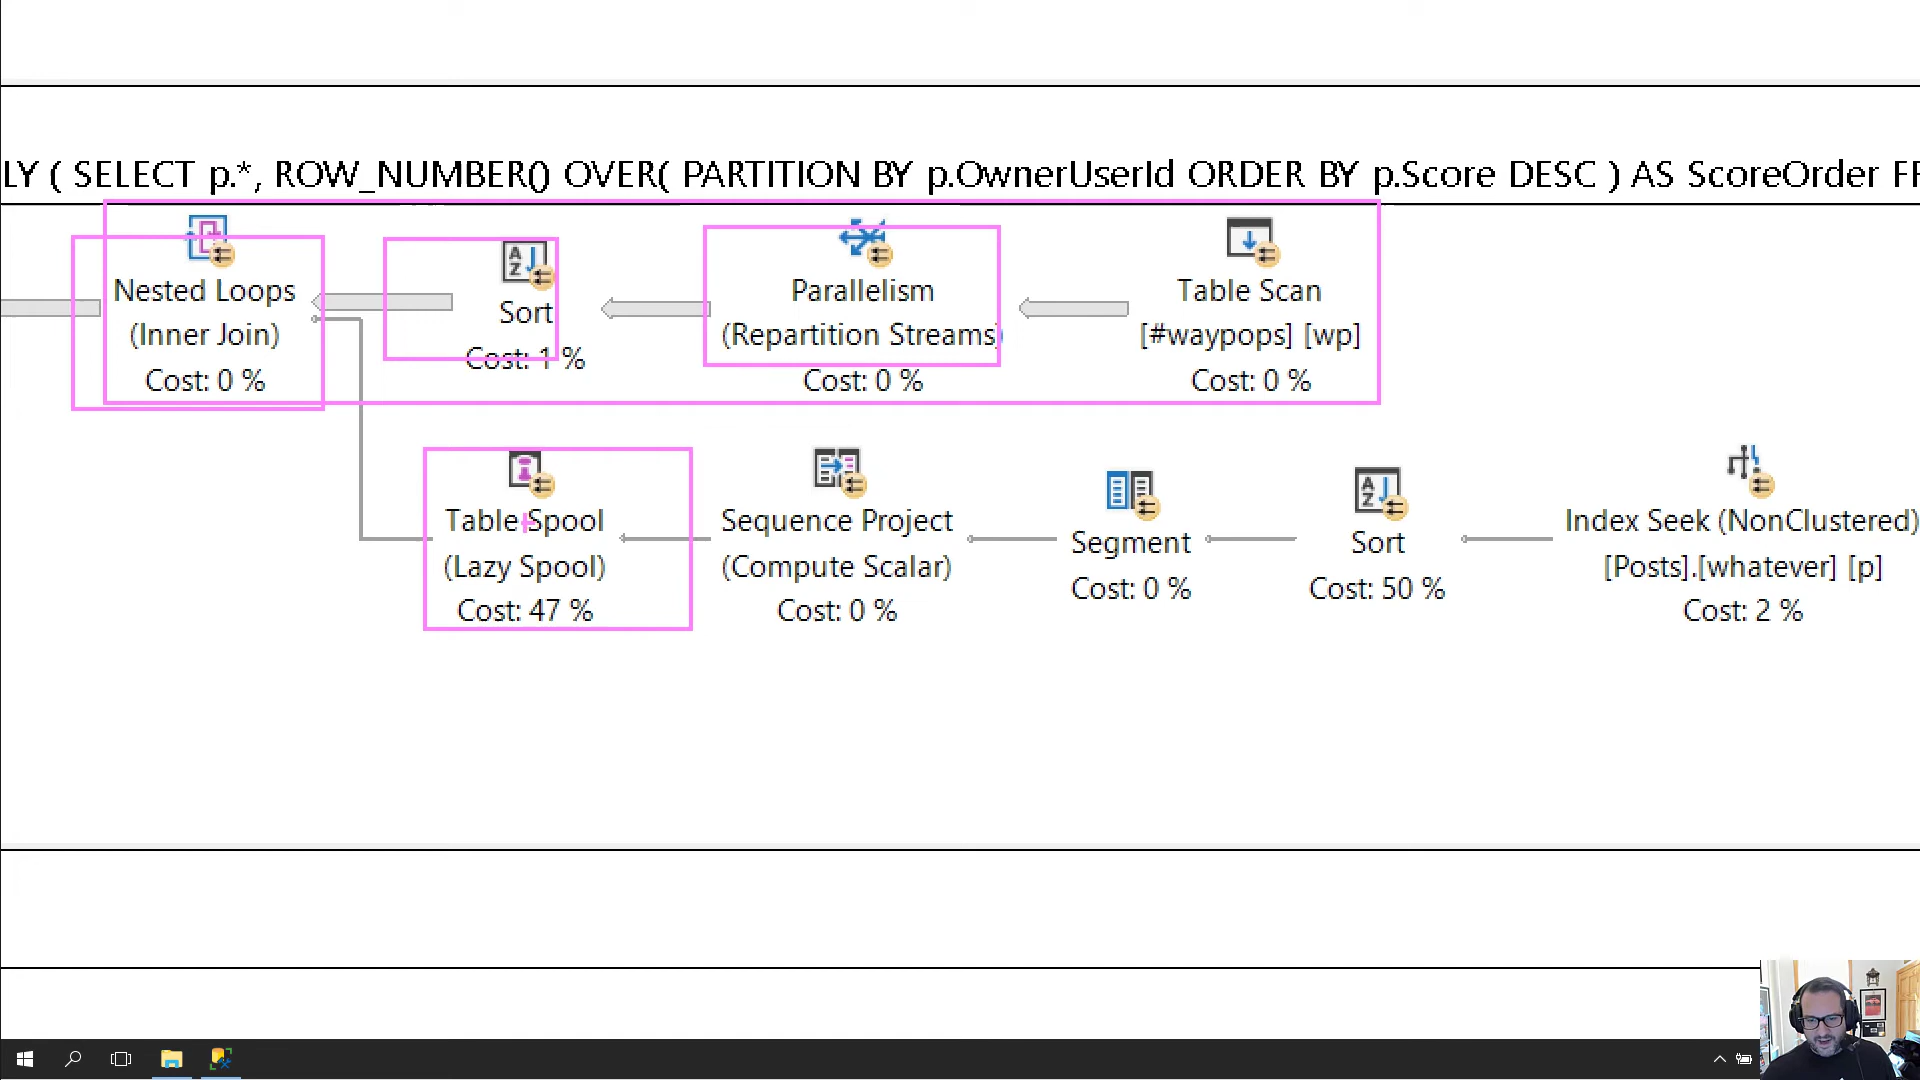 LY ( SELECT p.*, ROW_NUMBER() OVER( PARTITION BY p.OwnerUserId ORDER BY p.Score DESC ) AS ScoreOrder FR
Nested Loops
(Inner Join)
Cost: 0 %
Sort
Cost: 1 %
Parallelism
(Repartition Streams)
Cost: 0 %
Table Scan
[#waypops] [wp]
Cost: 0 %
Table Spool
(Lazy Spool)
Cost: 47 %
Sequence Project
(Compute Scalar)
Cost: 0 %
Segment
Cost: 0 %
Sort
Cost: 50 %
Index Seek (NonClustered)
[Posts].[whatever] [p]
Cost: 2 %